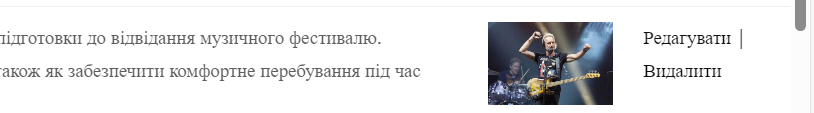 підготовки до відвідання музичного фестивалю.
також як забезпечити комфортне перебування під час
Редагувати |
Видалити